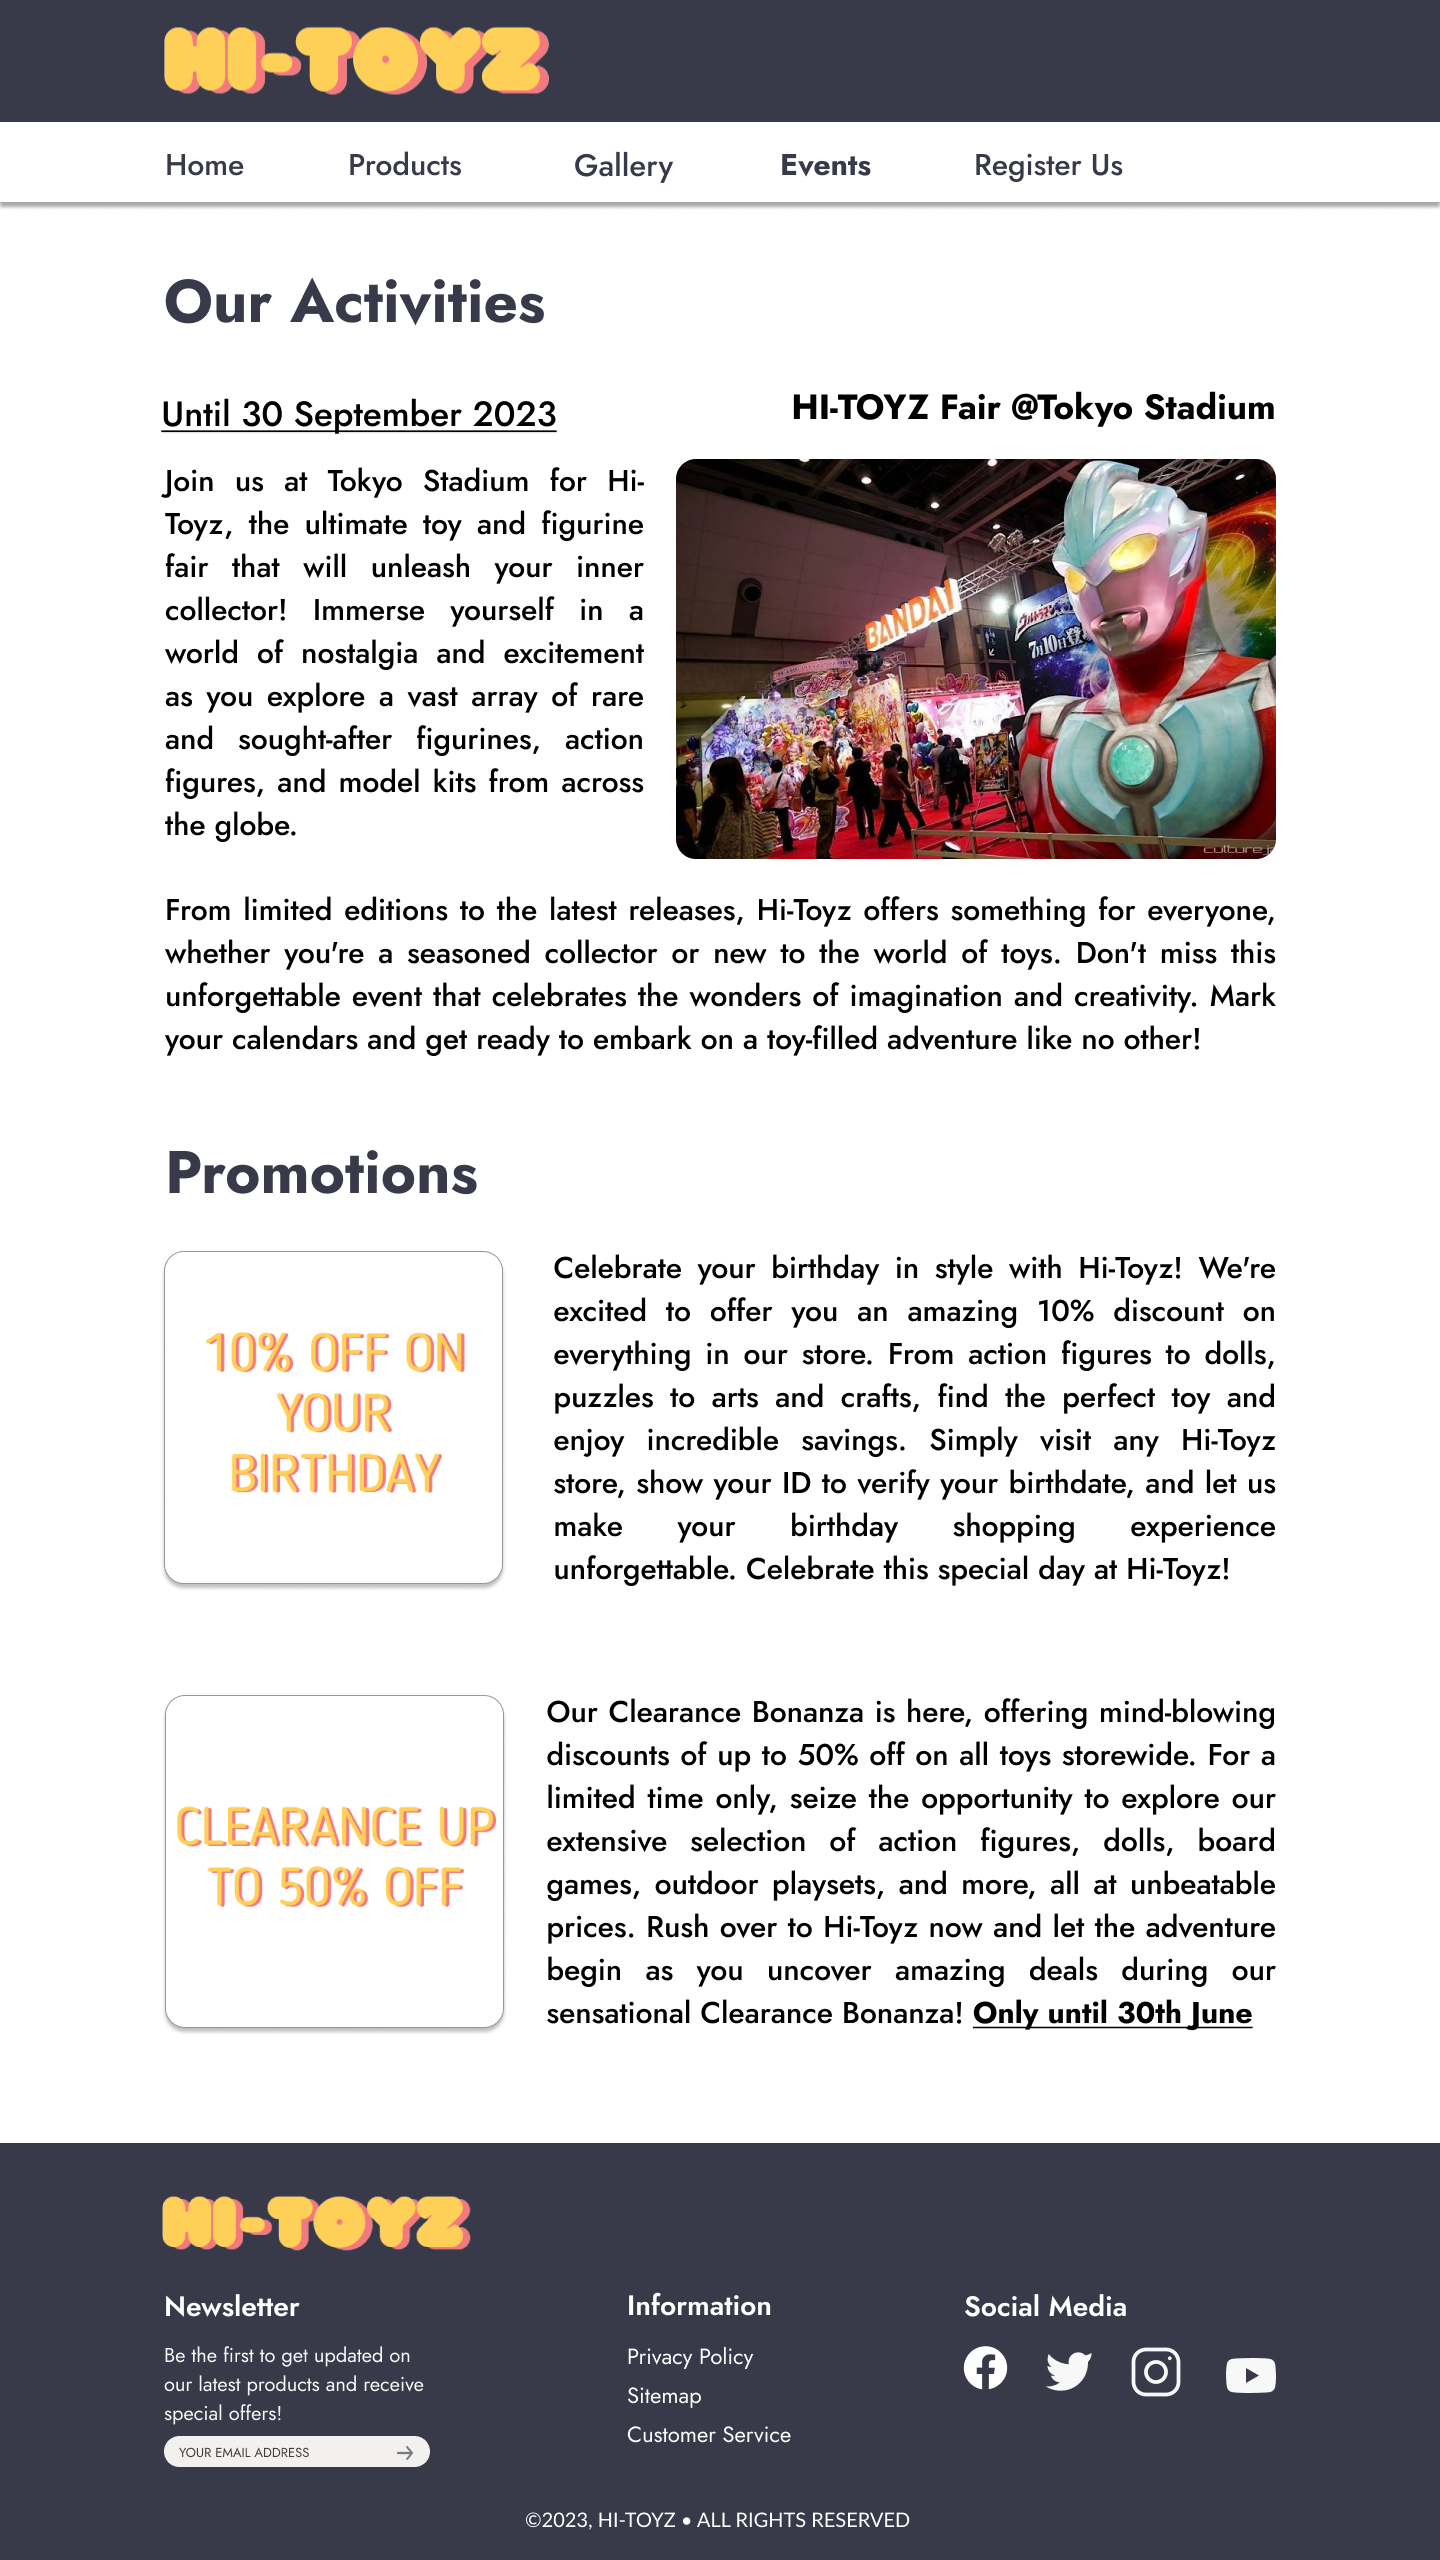 HI-TOYZ
Home Products Gallery Events Register Us
Our Activities
Until 30 September 2023
HI-TOYZ Fair @Tokyo Stadium
Join us at Tokyo Stadium for Hi-
Toyz, the ultimate toy and figurine
fair that will unleash your inner
collector! Immerse yourself in a
world of nostalgia and excitement
as you explore a vast array of rare
and sought-after figurines, action
figures, and model kits from across
the globe.
BANDAI
ウルトラマン
7月10日登場
culture.j
From limited editions to the latest releases, Hi-Toyz offers something for everyone,
whether you're a seasoned collector or new to the world of toys. Don't miss this
unforgettable event that celebrates the wonders of imagination and creativity. Mark
your calendars and get ready to embark on a toy-filled adventure like no other!
Promotions
10% OFF ON
YOUR
BIRTHDAY
Celebrate your birthday in style with Hi-Toyz! We're
excited to offer you an amazing 10% discount on
everything in our store. From action figures to dolls,
puzzles to arts and crafts, find the perfect toy and
enjoy incredible savings. Simply visit any Hi-Toyz
store, show your ID to verify your birthdate, and let us
make your birthday shopping experience
unforgettable. Celebrate this special day at Hi-Toyz!
CLEARANCE UP
TO 50% OFF
Our Clearance Bonanza is here, offering mind-blowing
discounts of up to 50% off on all toys storewide. For a
limited time only, seize the opportunity to explore our
extensive selection of action figures, dolls, board
games, outdoor playsets, and more, all at unbeatable
prices. Rush over to Hi-Toyz now and let the adventure
begin as you uncover amazing deals during our
sensational Clearance Bonanza! Only until 30th June
HI-TOYZ
Newsletter
Be the first to get updated on
our latest products and receive
special offers!
YOUR EMAIL ADDRESS
Information
Privacy Policy
Sitemap
Customer Service
Social Media
©2023, HI-TOYZ • ALL RIGHTS RESERVED